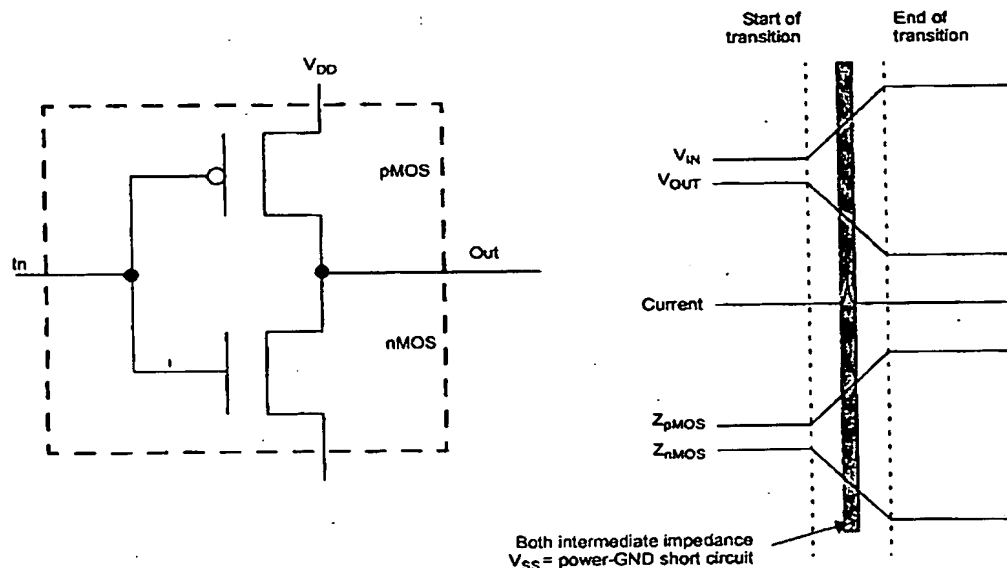 Start of
transition
End of
transition
VDD
pMOS
In
Out
nMOS
VIN
VOUT
Current
ZpMOS
ZnMOS
Both intermediate impedance
VSS = power-GND short circuit